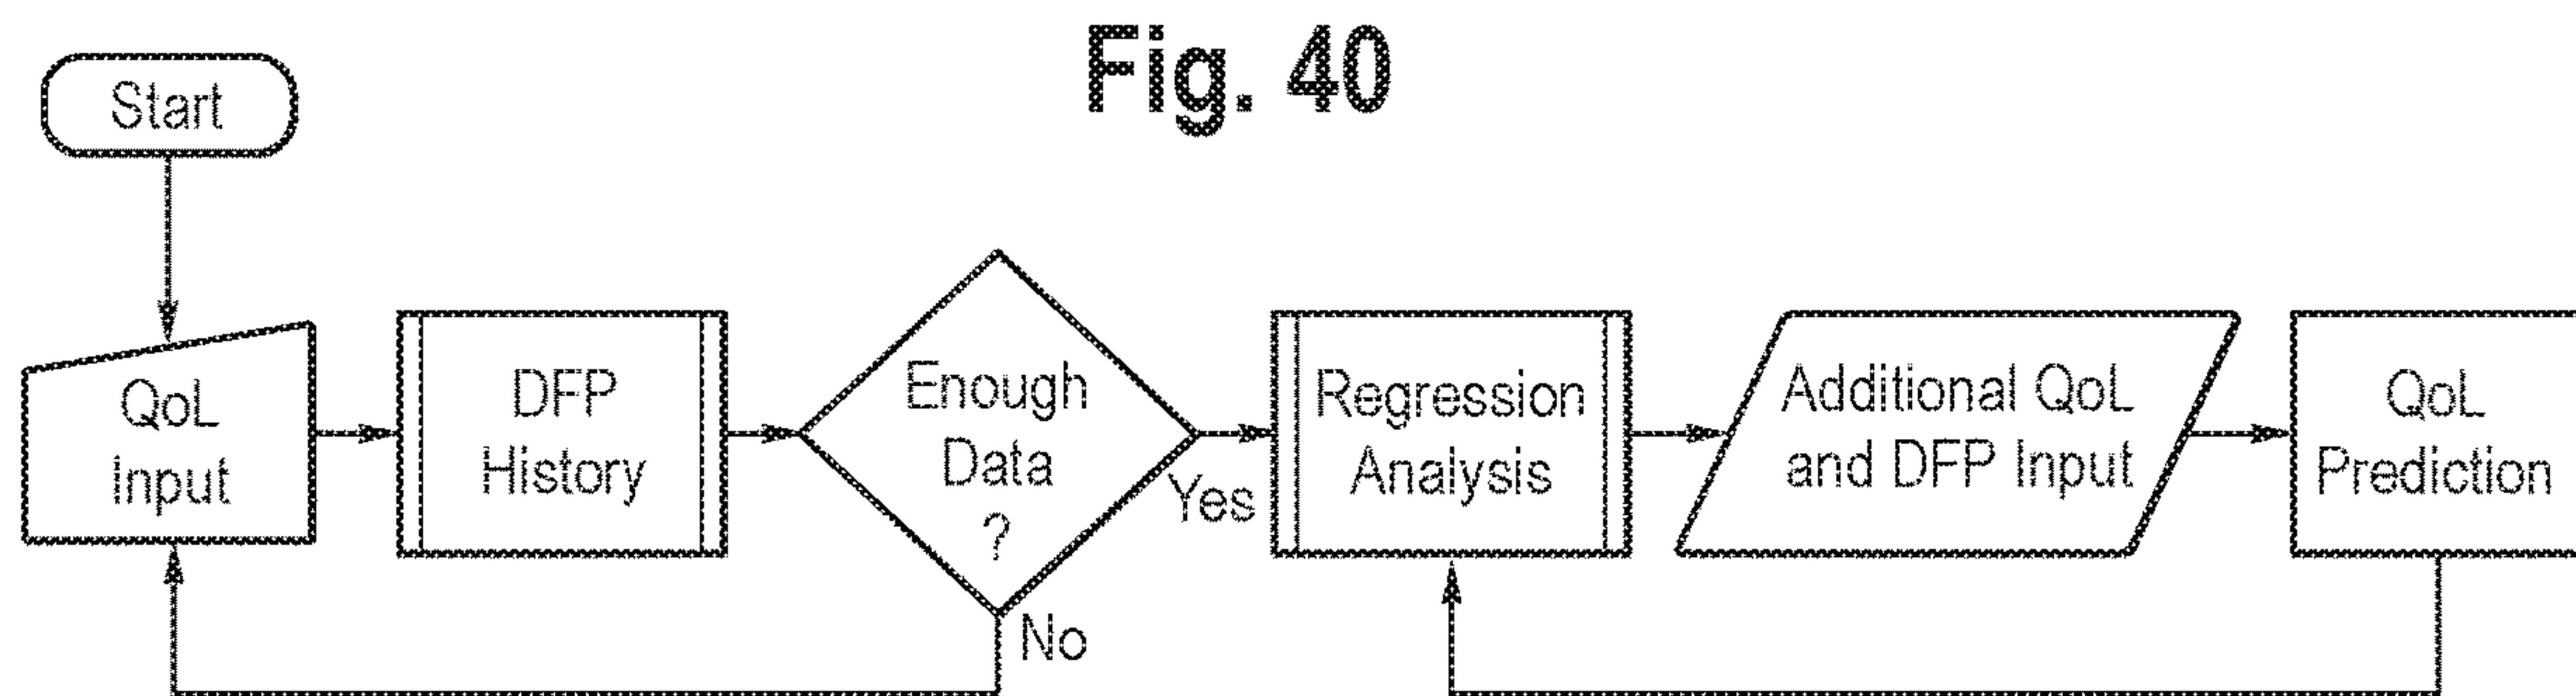 Fig. 40
Start
QoL
Input
DFP
History
Enough
Data
?
Yes
No
Regression
Analysis
Additional QoL
and DFP Input
QoL
Prediction